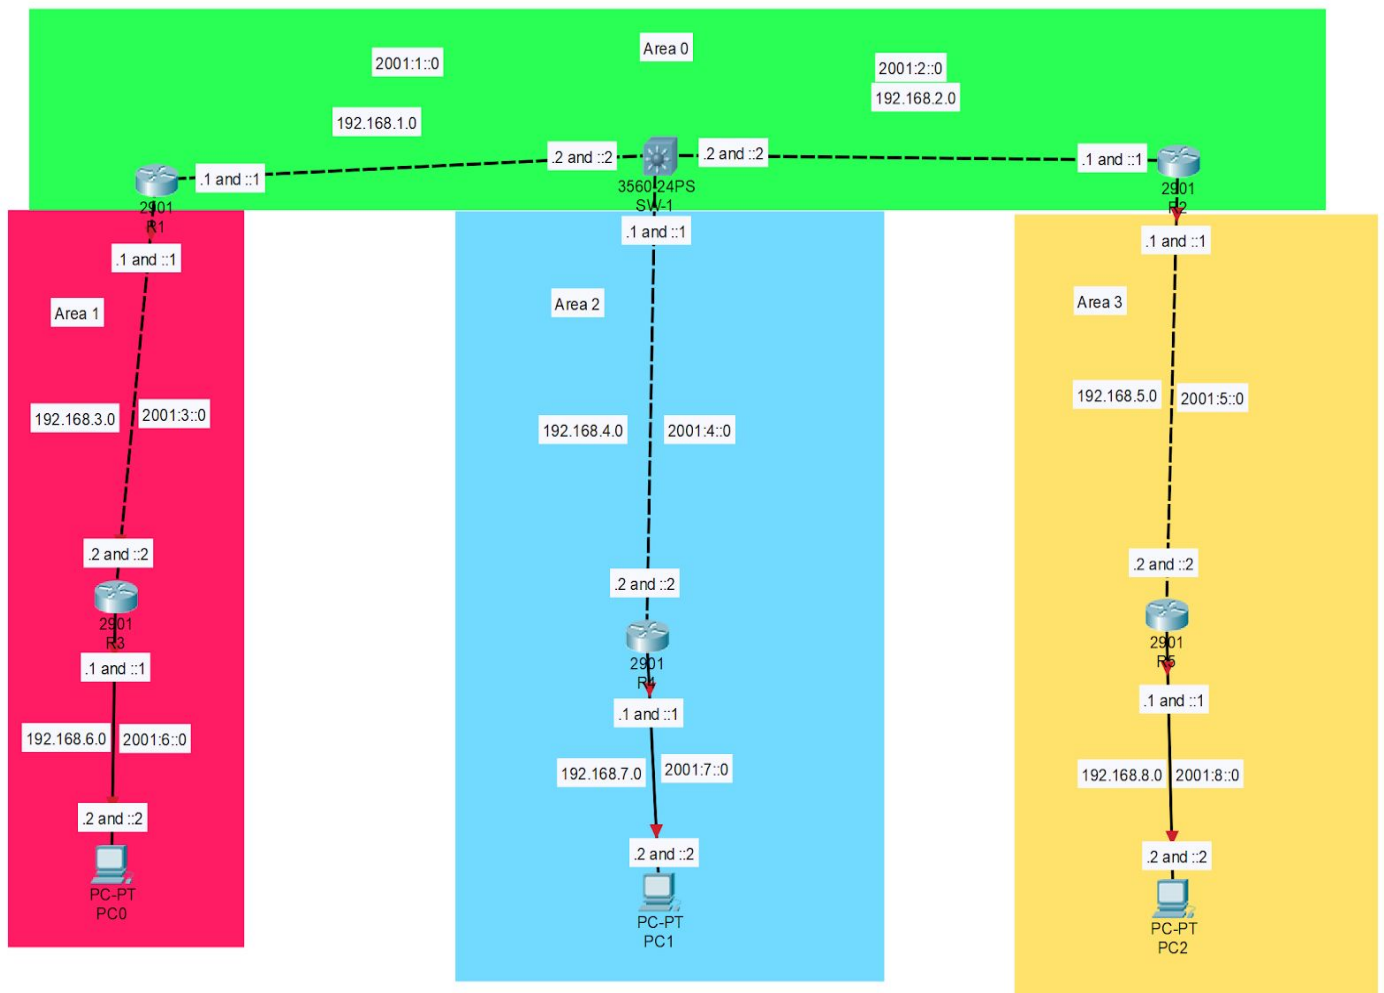 Area 0
2001:1::0
2001:2::0
192.168.2.0
192.168.1.0
.1 and ::1
.2 and ::2
.2 and ::2
.1 and ::1
2901
R1
3560-24PS
SW-1
2901
R2
.1 and ::1
.1 and ::1
.1 and ::1
Area 1
Area 2
Area 3
192.168.3.0
2001:3::0
192.168.4.0
2001:4::0
192.168.5.0
2001:5::0
.2 and ::2
.2 and ::2
.2 and ::2
2901
R3
2901
R4
2901
R5
.1 and ::1
.1 and ::1
.1 and ::1
192.168.6.0
2001:6::0
192.168.7.0
2001:7::0
192.168.8.0
2001:8::0
.2 and ::2
.2 and ::2
.2 and ::2
PC-PT
PC0
PC-PT
PC1
PC-PT
PC2